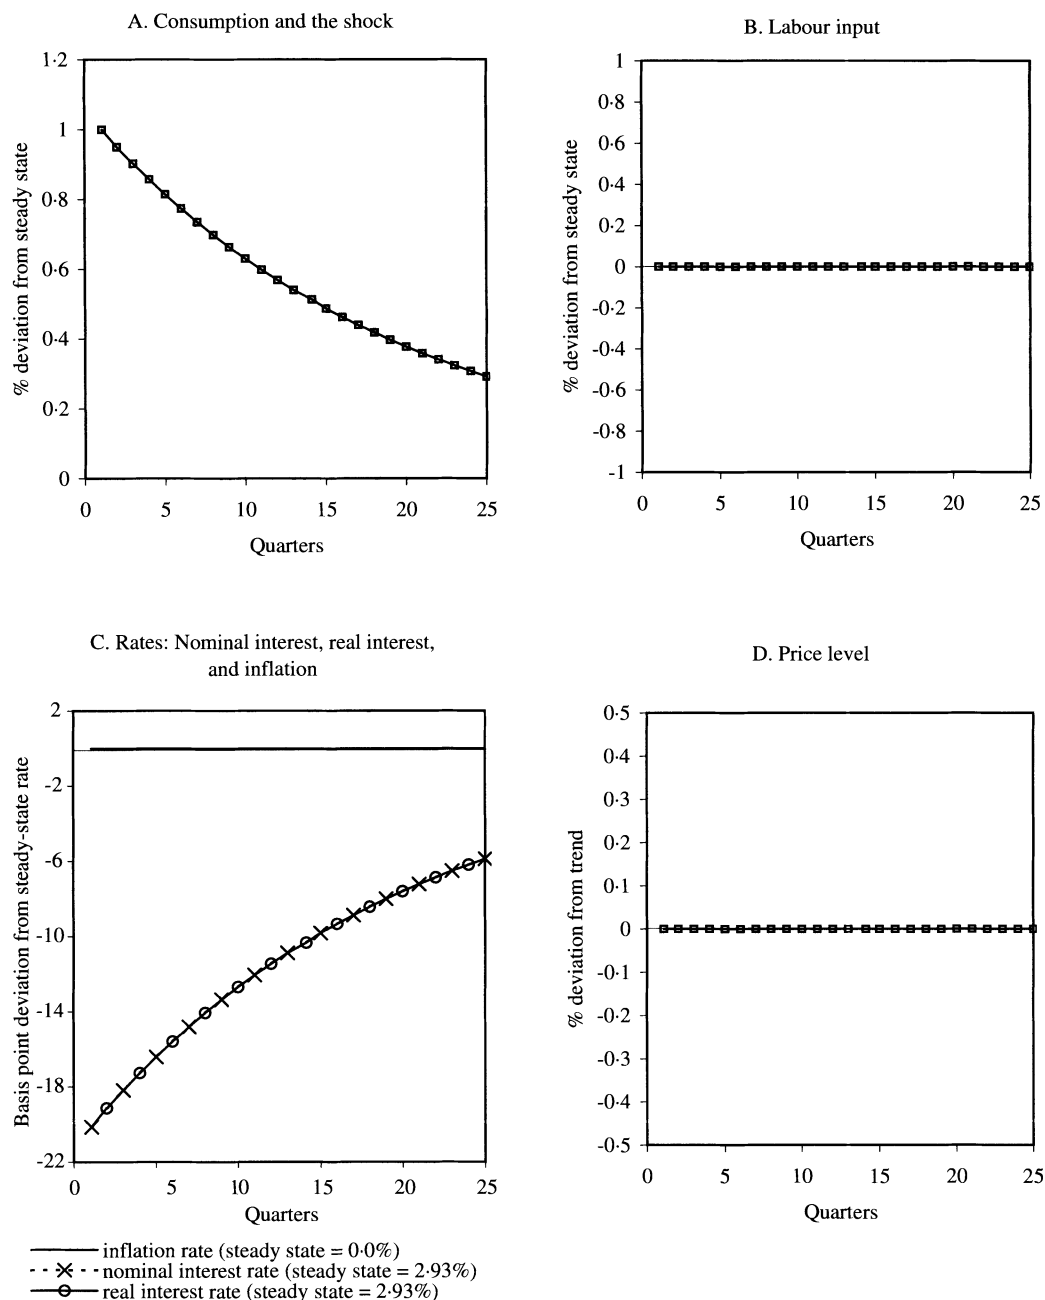 A. Consumption and the shock
% deviation from steady state
1·2
1
0·8
0·6
0·4
0·2
0
0 5 10 15 20 25
Quarters
B. Labour input
% deviation from steady state
1
0·8
0·6
0·4
0·2
0
-0·2
-0·4
-0·6
-0·8
-1
0 5 10 15 20 25
Quarters
C. Rates: Nominal interest, real interest,
and inflation
Basis point deviation from steady-state rate
2
-2
-6
-10
-14
-18
-22
0 5 10 15 20 25
Quarters
inflation rate (steady state = 0·0%)
nominal interest rate (steady state = 2·93%)
real interest rate (steady state = 2·93%)
D. Price level
% deviation from trend
0·5
0·4
0·3
0·2
0·1
0
-0·1
-0·2
-0·3
-0·4
-0·5
0 5 10 15 20 25
Quarters